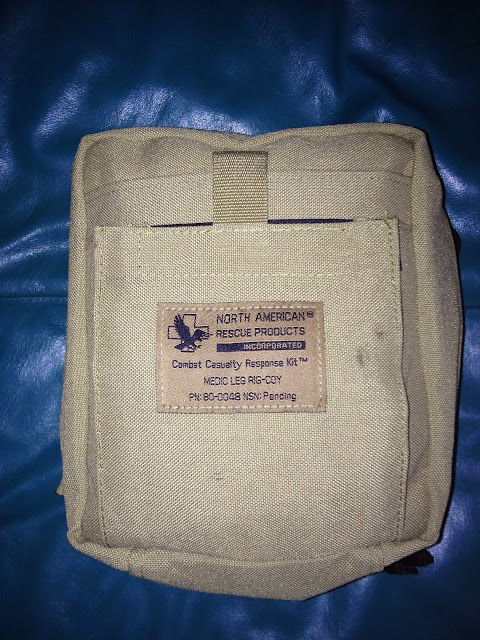 NORTH AMERICAN®
RESCUE PRODUCTS
INCORPORATED
Combat Casualty Response Kit™
MEDIC LEG RIG-COY
PN: 80-0048 NSN: Pending